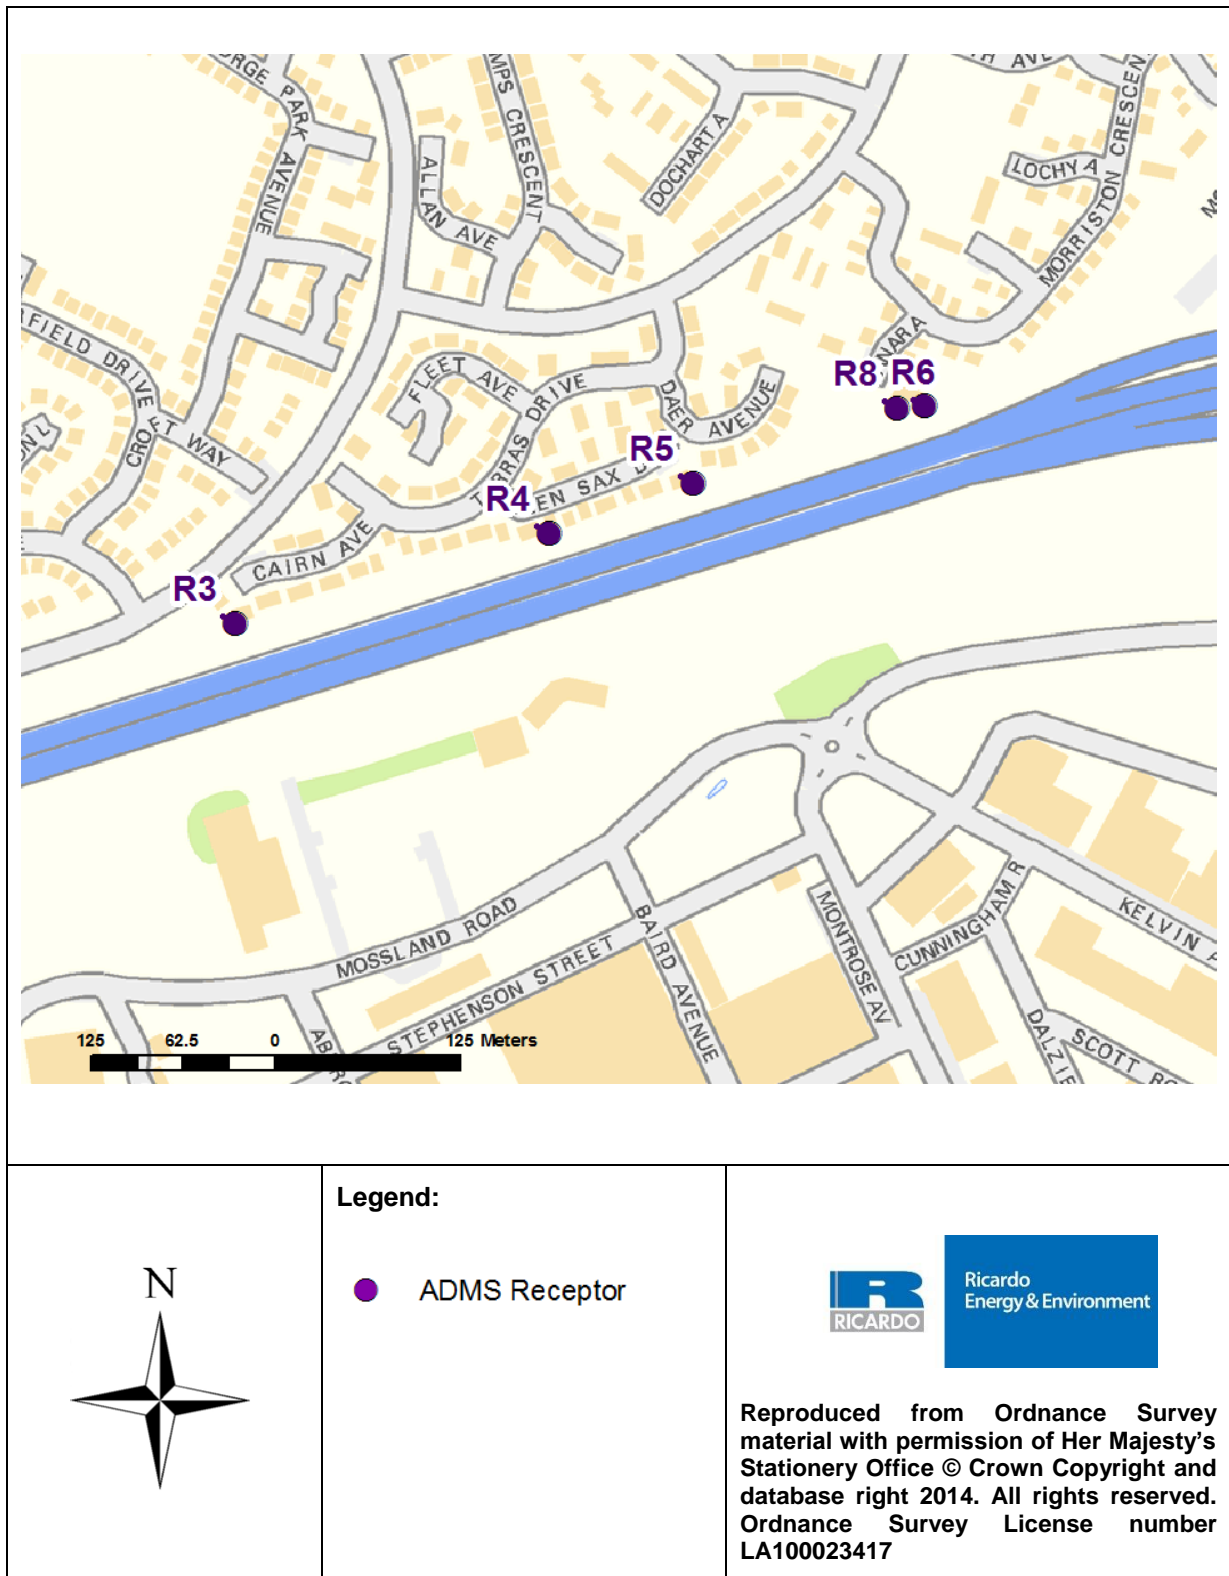 RGE PARK AVENUE
MPS CRESCENT
ALLAN AVE
DOCHART A
TH AVE
LOCHY A
MORRISTON CRESCEN
NARA
R8 R6
FIELD DRIVE
CROFT WAY
FLEET AVE
DRIVE
DAER AVENUE
R5
EN SAX D
R4
CAIRN AVE
R3
MOSSLAND ROAD
STEPHENSON STREET
BAIRD AVENUE
MONTROSE AV
CUNNINGHAM R
KELVIN A
DALZIE
SCOTT RO
125 62.5 0 125 Meters
Legend:
N
ADMS Receptor
RICARDO
Ricardo
Energy & Environment
Reproduced from Ordnance Survey
material with permission of Her Majesty’s
Stationery Office © Crown Copyright and
database right 2014. All rights reserved.
Ordnance Survey License number
LA100023417